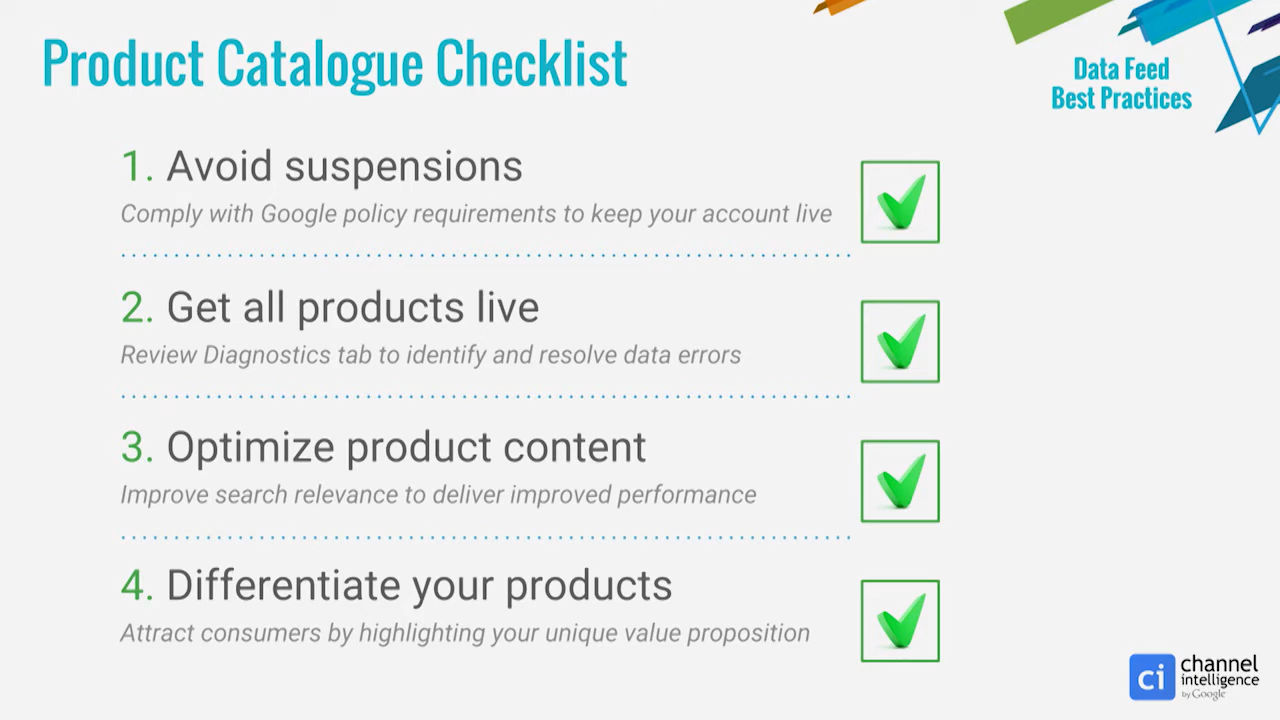 Product Catalogue Checklist
Data Feed
Best Practices
1. Avoid suspensions
Comply with Google policy requirements to keep your account live
2. Get all products live
Review Diagnostics tab to identify and resolve data errors
3. Optimize product content
Improve search relevance to deliver improved performance
4. Differentiate your products
Attract consumers by highlighting your unique value proposition
ci channel
intelligence
by Google